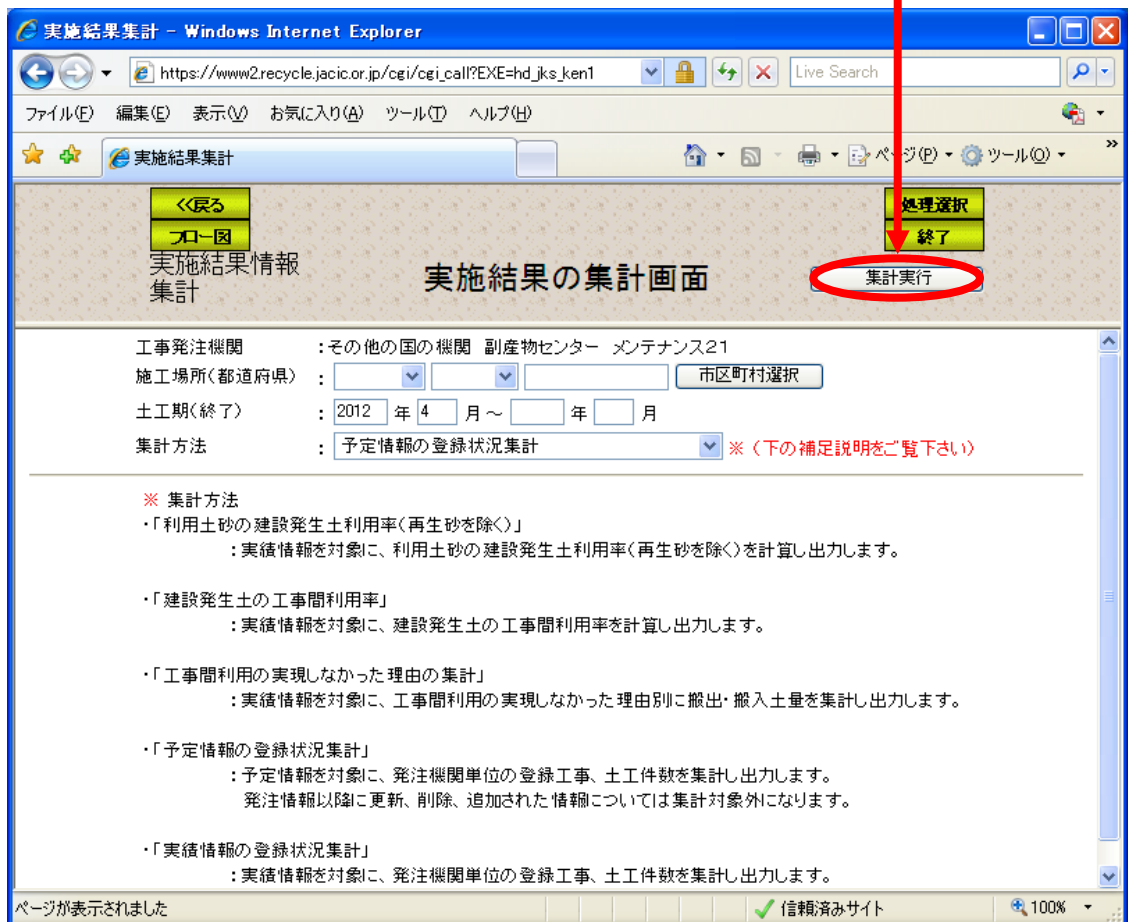 実施結果集計 - Windows Internet Explorer
https://www2.recycle.jacic.or.jp/cgi/cgi_call?EXE=hd_jks_ken1
Live Search
ファイル(F) 編集(E) 表示(V) お気に入り(A) ツール(T) ヘルプ(H)
実施結果集計
ページ(P) ツール(O) »
<<戻る
処理選択
フロー図
終了
実施結果情報
集計
実施結果の集計画面
集計実行
工事発注機関 :その他の国の機関 副産物センター メンテナンス21
施工場所(都道府県) : 市区町村選択
土工期(終了) : 2012 年 4 月～ 年 月
集計方法 : 予定情報の登録状況集計 ※(下の補足説明をご覧下さい)
※ 集計方法
・「利用土砂の建設発生土利用率(再生砂を除く)」
:実績情報を対象に、利用土砂の建設発生土利用率(再生砂を除く)を計算し出力します。
・「建設発生土の工事間利用率」
:実績情報を対象に、建設発生土の工事間利用率を計算し出力します。
・「工事間利用の実現しなかった理由の集計」
:実績情報を対象に、工事間利用の実現しなかった理由別に搬出・搬入土量を集計し出力します。
・「予定情報の登録状況集計」
:予定情報を対象に、発注機関単位の登録工事、土工件数を集計し出力します。
発注情報以降に更新、削除、追加された情報については集計対象外になります。
・「実績情報の登録状況集計」
:実績情報を対象に、発注機関単位の登録工事、土工件数を集計し出力します。
ページが表示されました
信頼済みサイト
100%